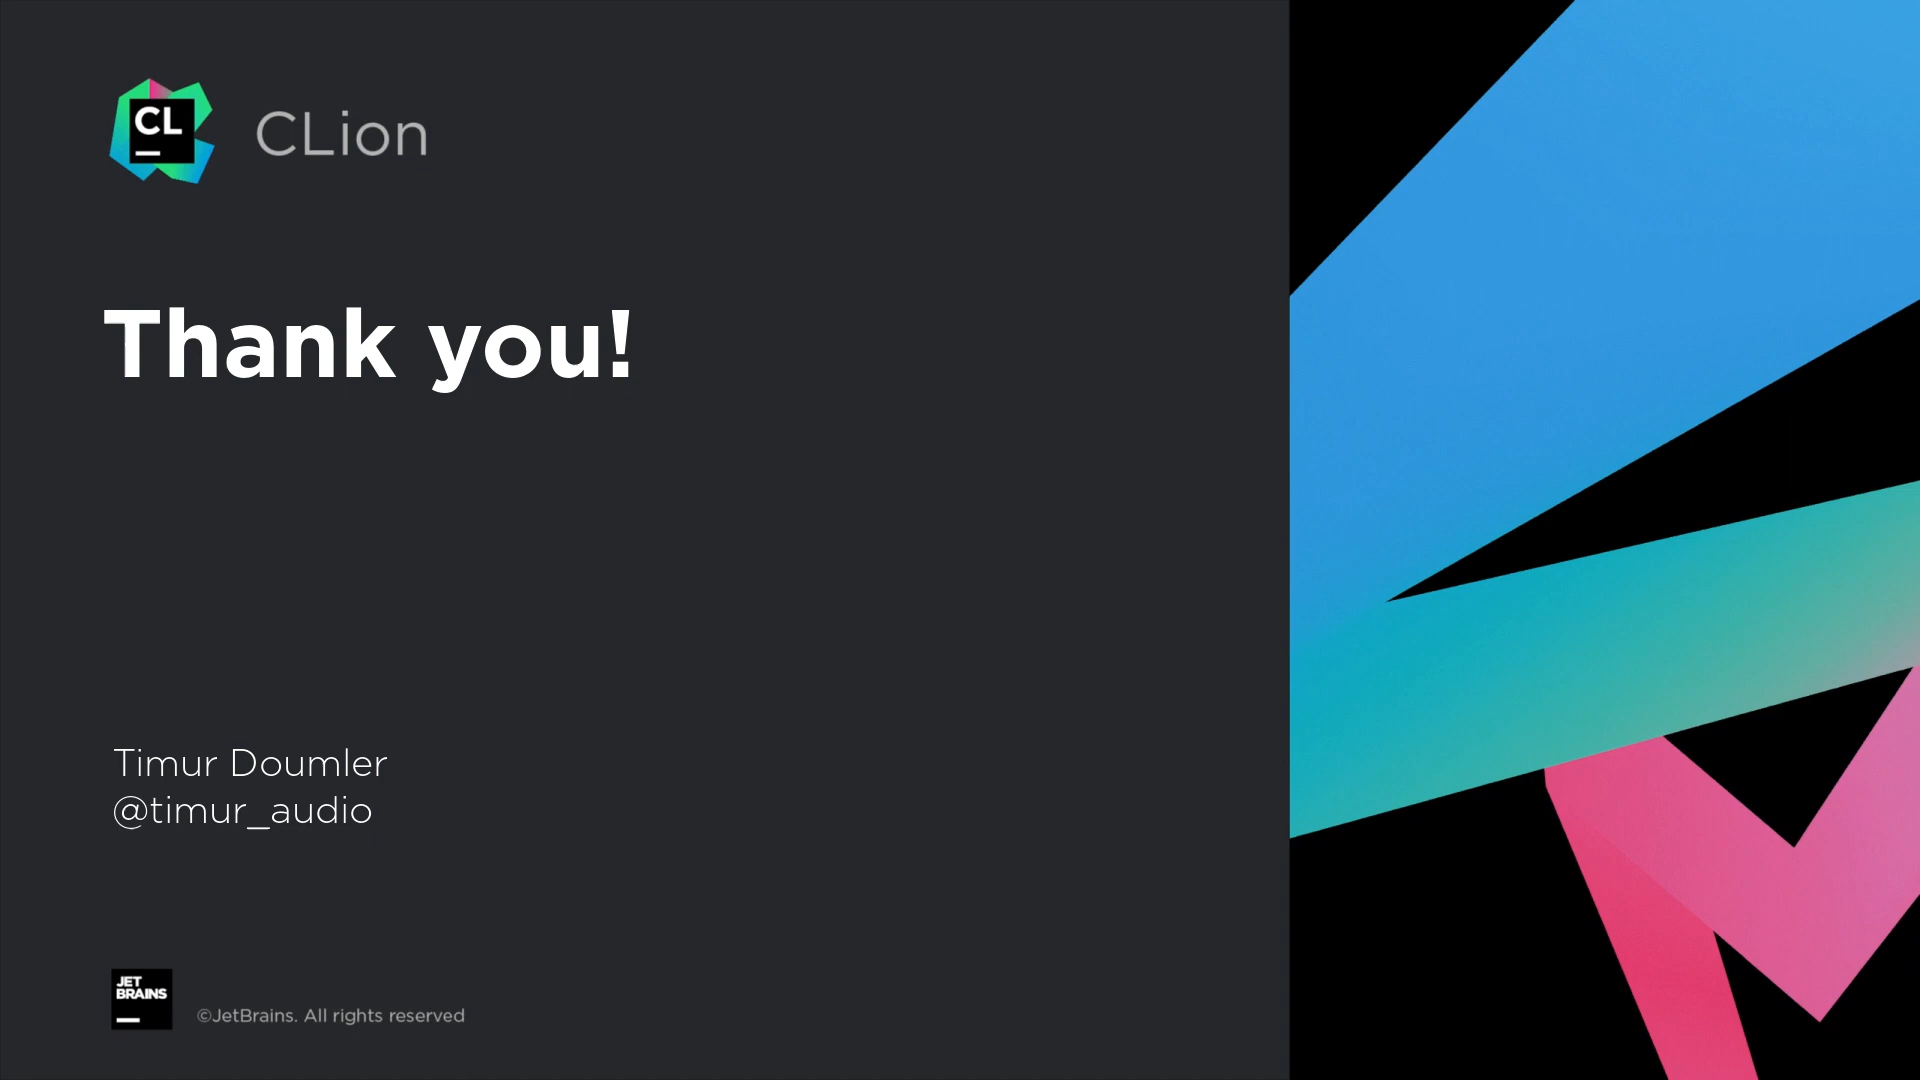 CL
CLion
Thank you!
Timur Doumler
@timur_audio
JET
BRAINS
©JetBrains. All rights reserved